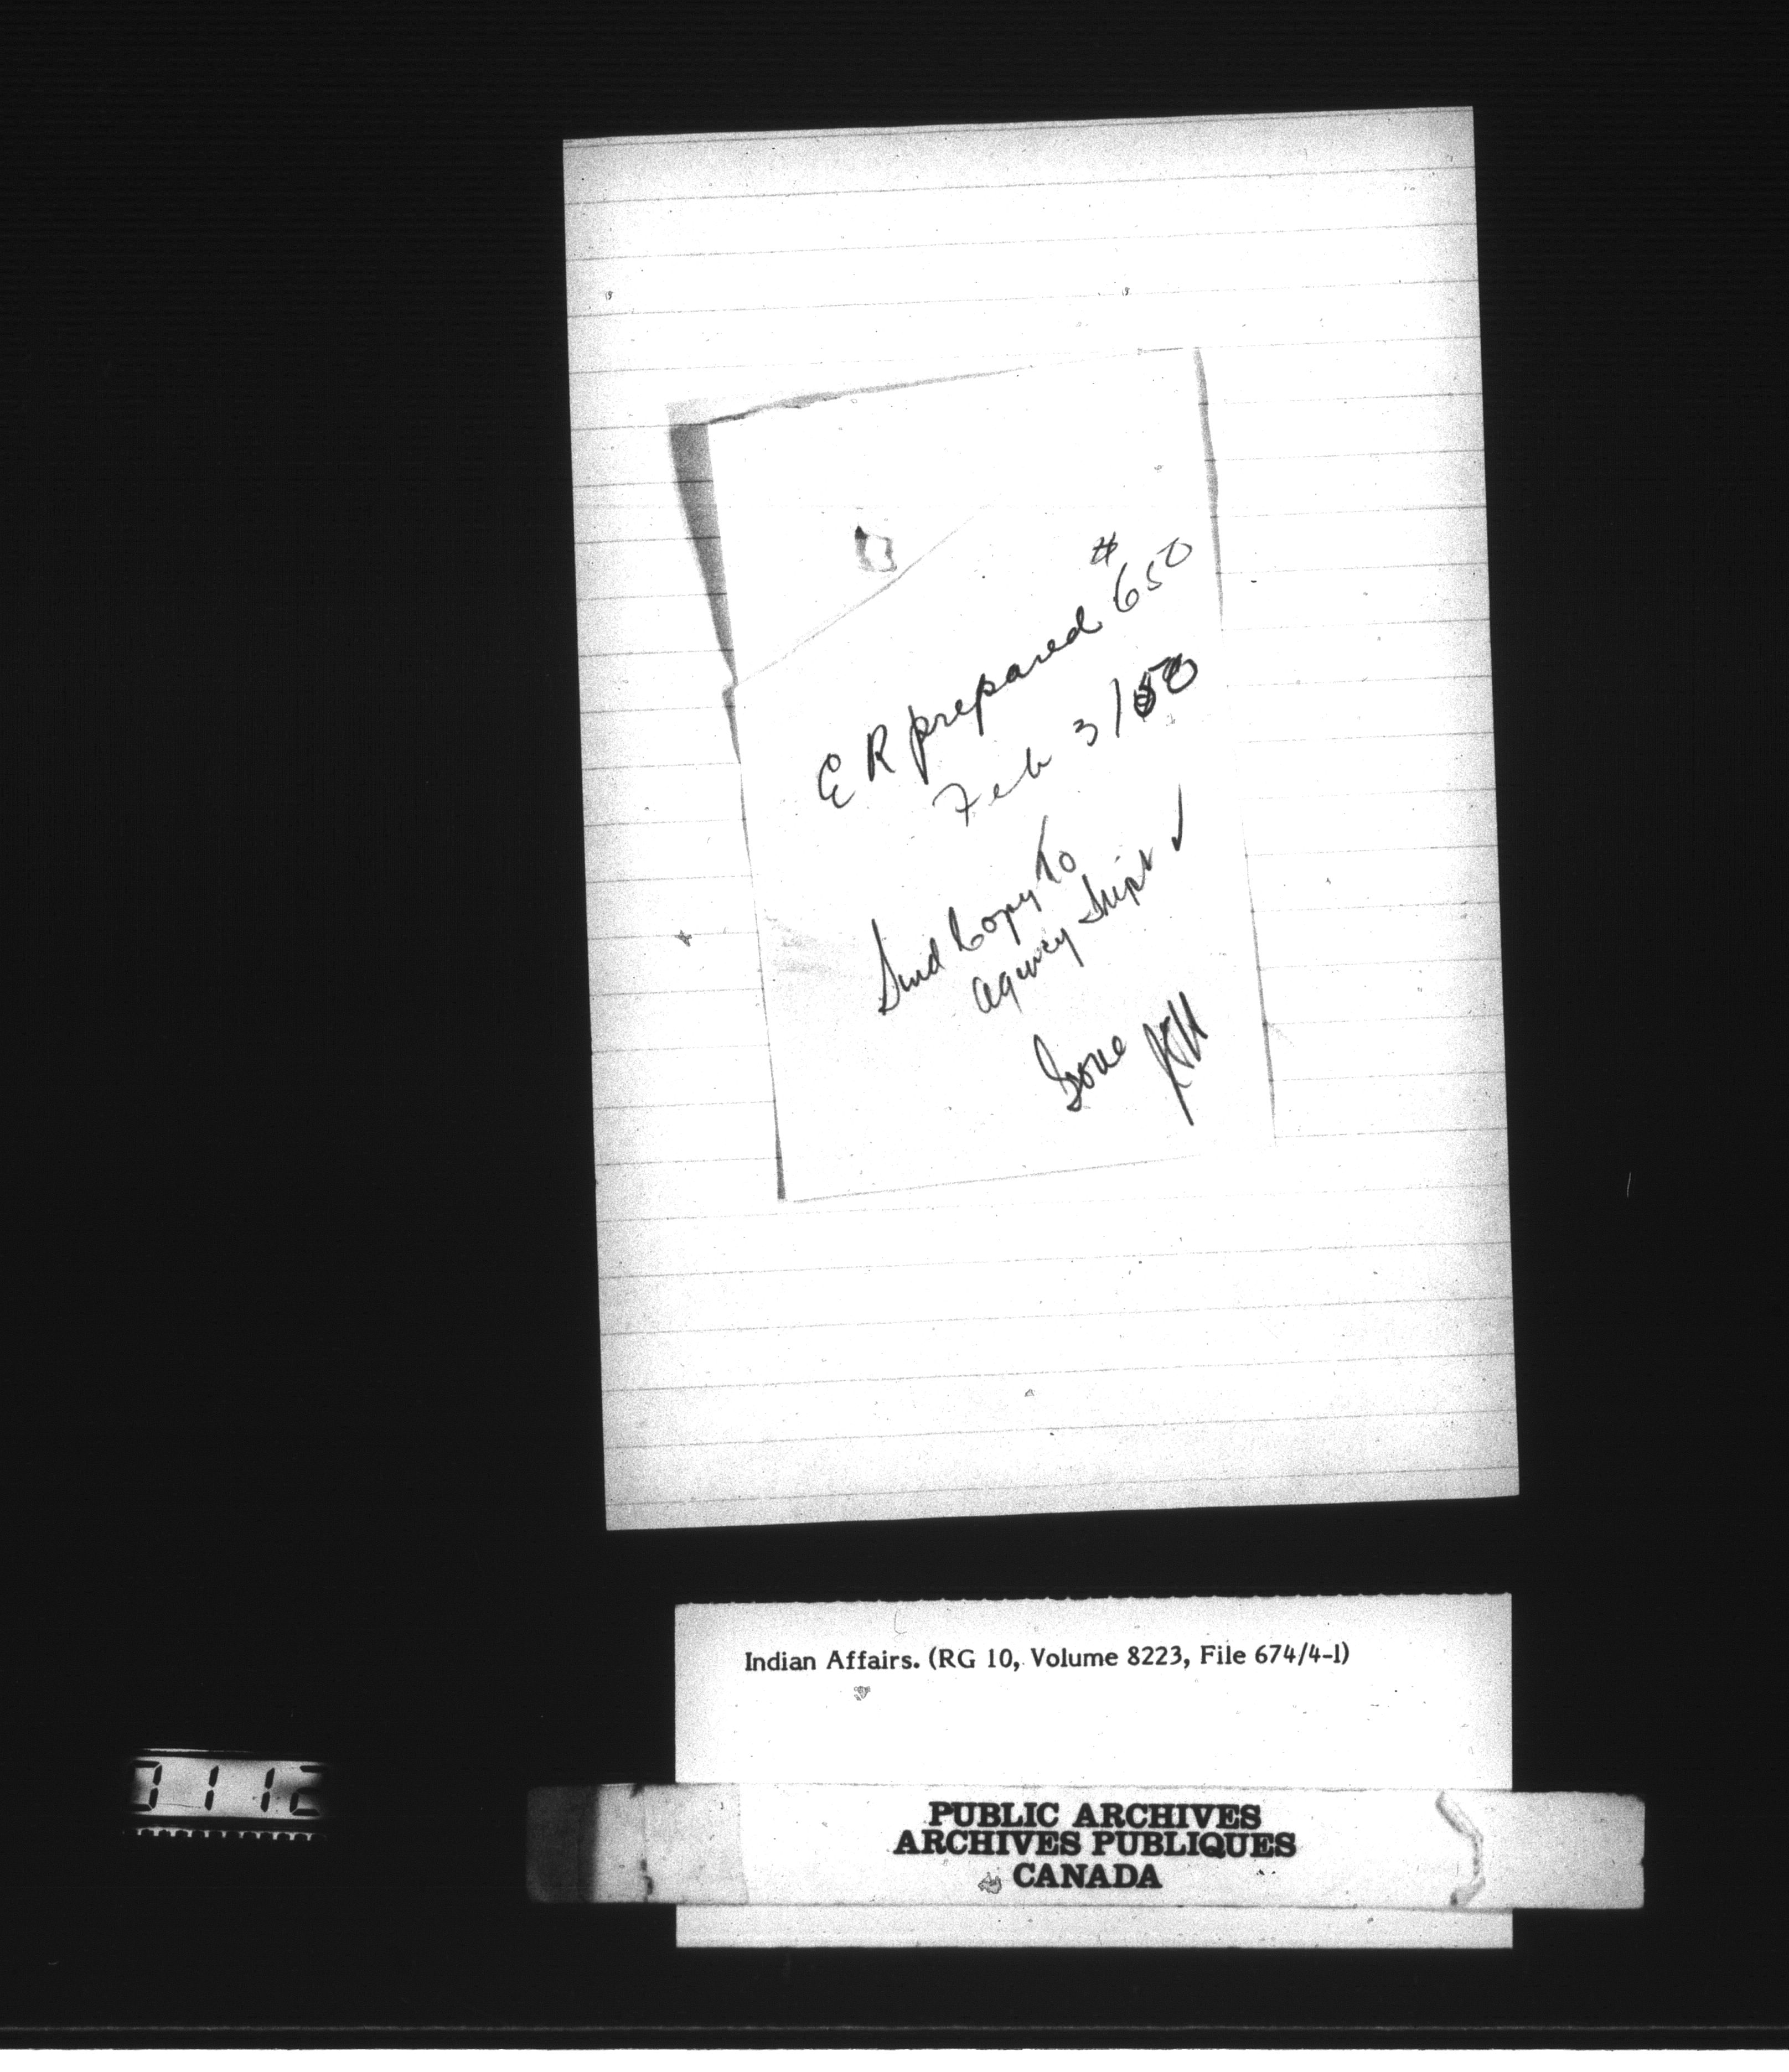 E R prepared # 650
Feb 3/50
Send Copy to
Agency Supt ✓
Done
Indian Affairs. (RG 10, Volume 8223, File 674/4-1)
PUBLIC ARCHIVES
ARCHIVES PUBLIQUES
CANADA